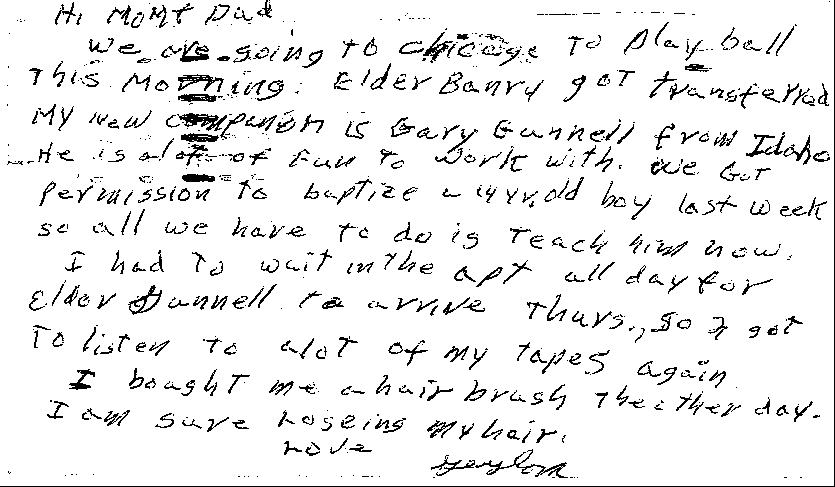 Hi Mom & Dad
We are going to chicago to play ball
This Morning. Elder Banry got transferred
My new companion is Gary Gunnell from Idaho
He is alot of fun to work with. We Got
permission to baptize a 14 yr. old boy last week
so all we have to do is teach him now.
I had to wait in the apt all day for
Elder Gunnell to arrive Thurs., so I got
To listen to alot of my tapes again
I bought me a hair brush the other day.
I am sure Loseing my hair.
Love